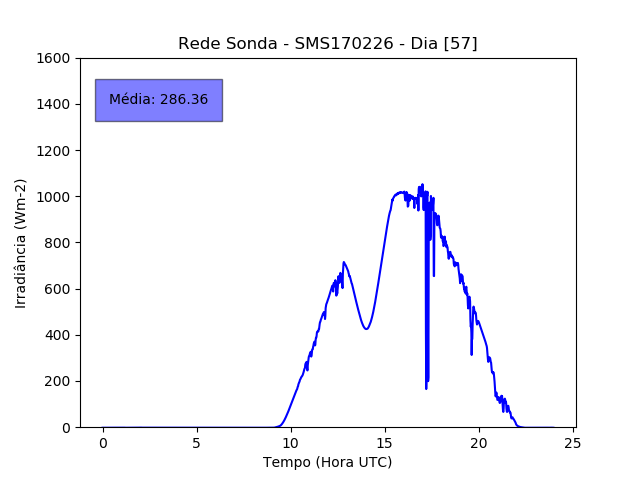 Rede Sonda - SMS170226 - Dia [57]
1600
1400
1200
1000
800
600
400
200
0
Média: 286.36
Irradiância (Wm-2)
0 5 10 15 20 25
Tempo (Hora UTC)